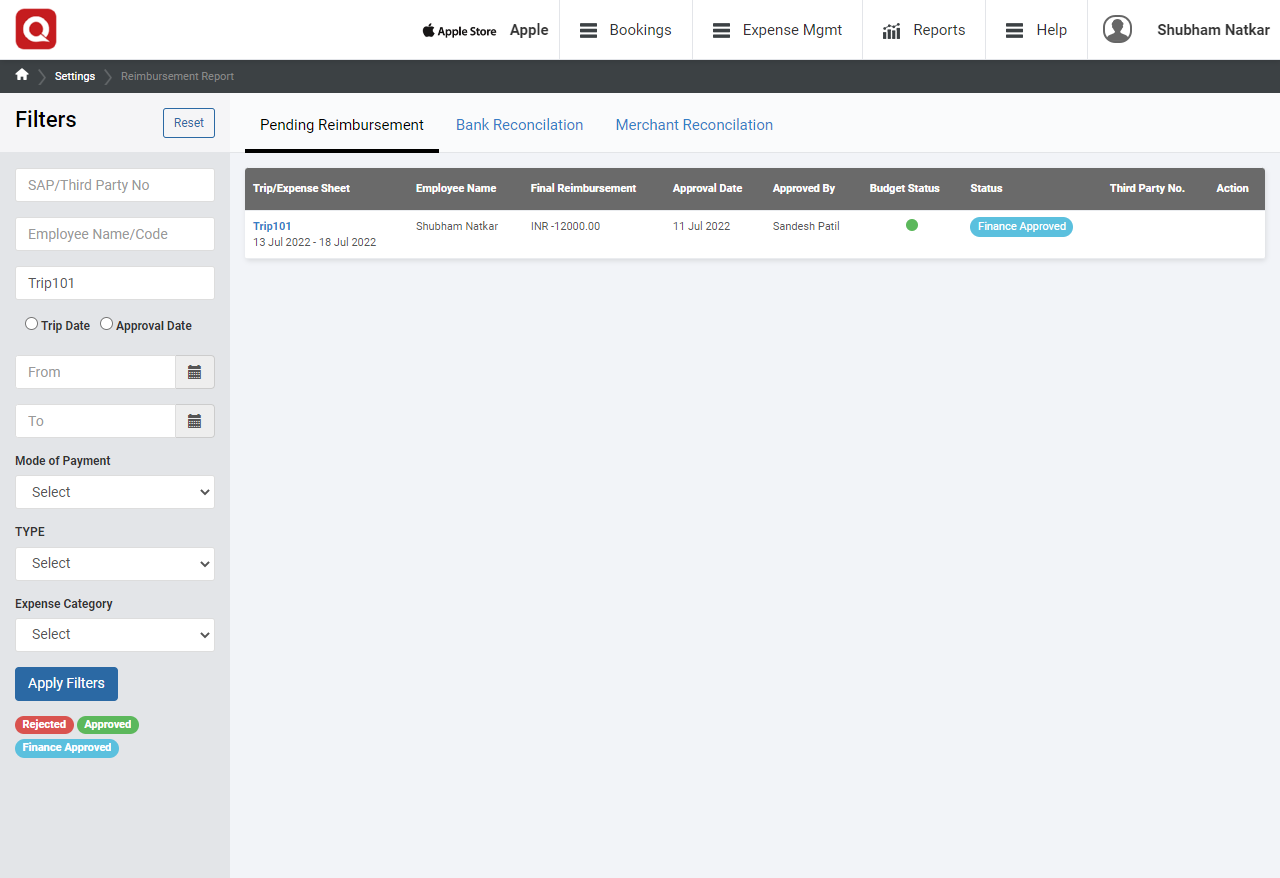 Apple Store Apple Bookings Expense Mgmt Reports Help Shubham Natkar
Settings Reimbursement Report
Filters
Reset
SAP/Third Party No
Employee Name/Code
Trip101
Trip Date Approval Date
From
To
Mode of Payment
Select
TYPE
Select
Expense Category
Select
Apply Filters
Rejected Approved
Finance Approved
Pending Reimbursement Bank Reconcilation Merchant Reconcilation
Trip/Expense Sheet Employee Name Final Reimbursement Approval Date Approved By Budget Status Status Third Party No. Action
Trip101 Shubham Natkar INR -12000.00 11 Jul 2022 Sandesh Patil Finance Approved
13 Jul 2022 - 18 Jul 2022